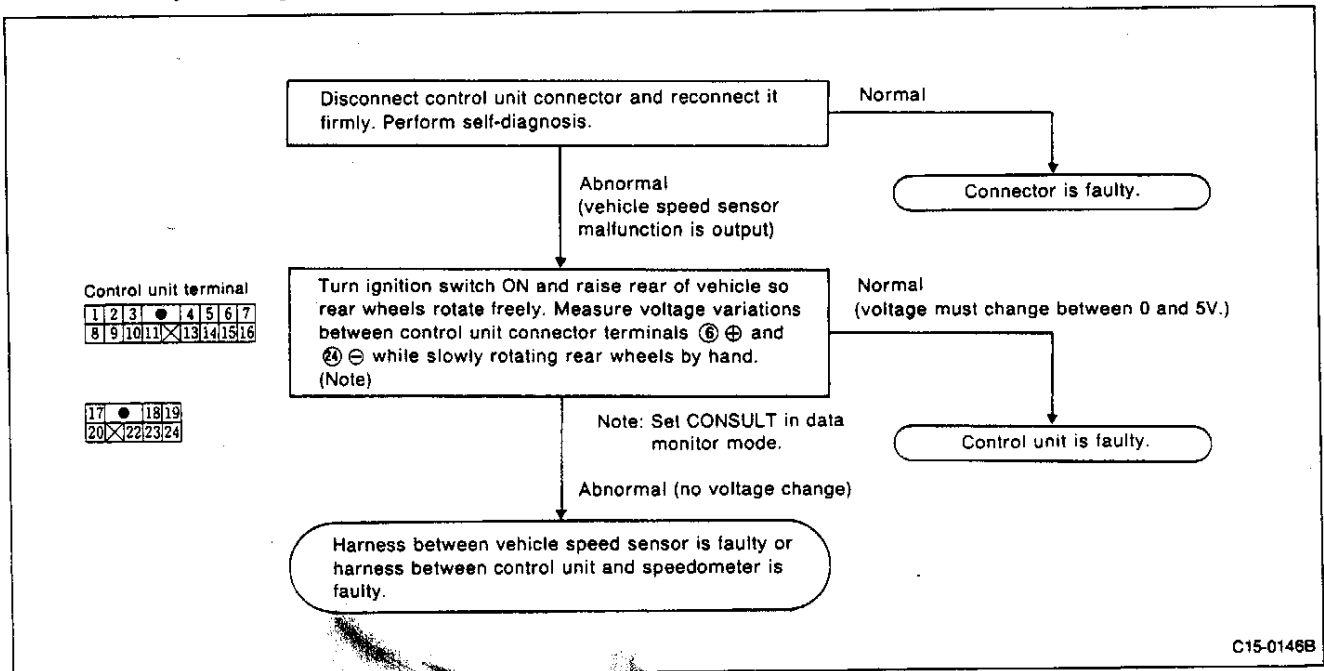 Disconnect control unit connector and reconnect it
firmly. Perform self-diagnosis.
Normal
Connector is faulty.
Abnormal
(vehicle speed sensor
malfunction is output)
Control unit terminal
1 2 3 ● 4 5 6 7
8 9 10 11 13 14 15 16
17 ● 18 19
20 22 23 24
Turn ignition switch ON and raise rear of vehicle so
rear wheels rotate freely. Measure voltage variations
between control unit connector terminals ⑥ ⊕ and
㉔ ⊖ while slowly rotating rear wheels by hand.
(Note)
Normal
(voltage must change between 0 and 5V.)
Control unit is faulty.
Note: Set CONSULT in data
monitor mode.
Abnormal (no voltage change)
Harness between vehicle speed sensor is faulty or
harness between control unit and speedometer is
faulty.
C15-0146B